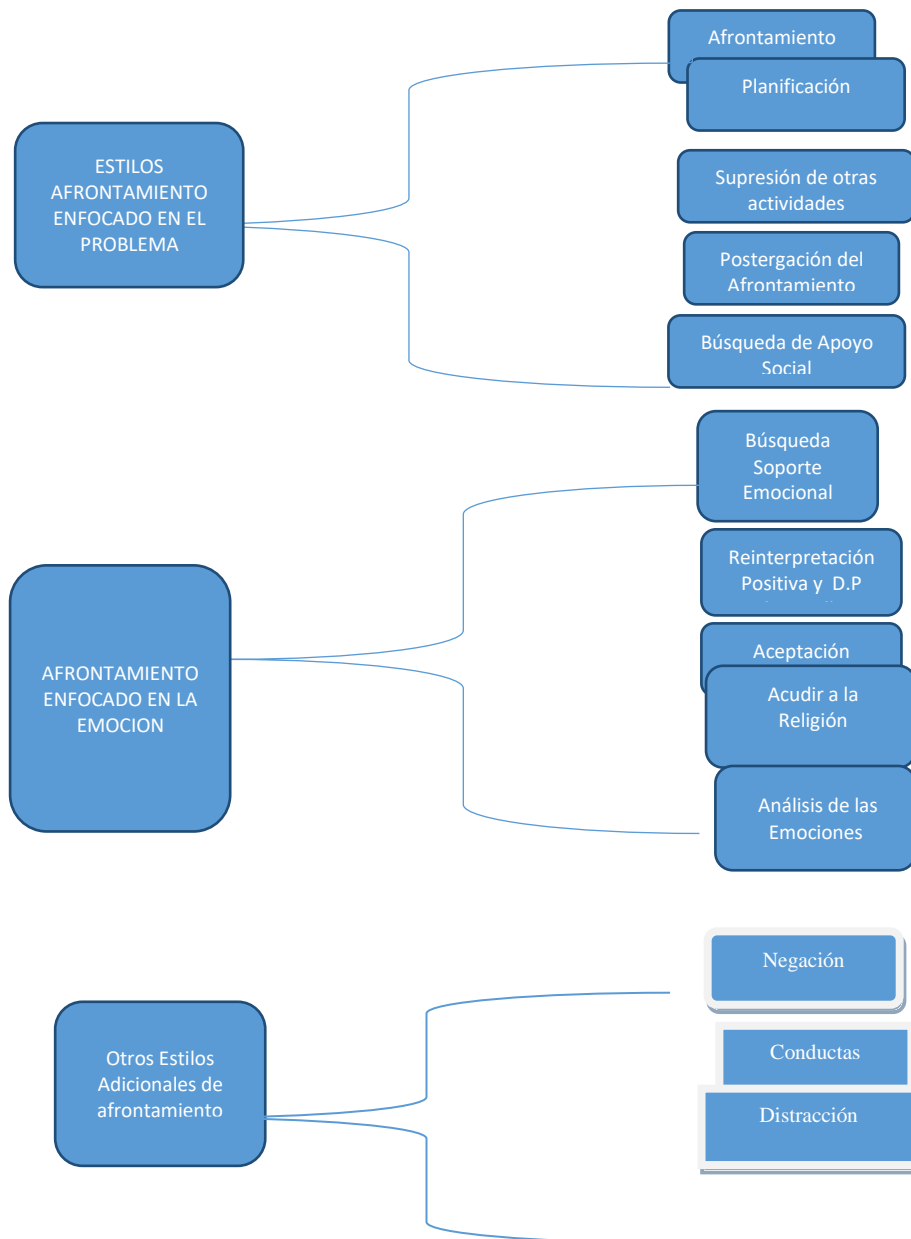 Afrontamiento
Planificación
ESTILOS
AFRONTAMIENTO
ENFOCADO EN EL
PROBLEMA
Supresión de otras
actividades
Postergación del
Afrontamiento
Búsqueda de Apoyo
Social
Búsqueda
Soporte
Emocional
Reinterpretación
Positiva y D.P
AFRONTAMIENTO
ENFOCADO EN LA
EMOCION
Aceptación
Acudir a la
Religión
Análisis de las
Emociones
Otros Estilos
Adicionales de
afrontamiento
Negación
Conductas
Distracción